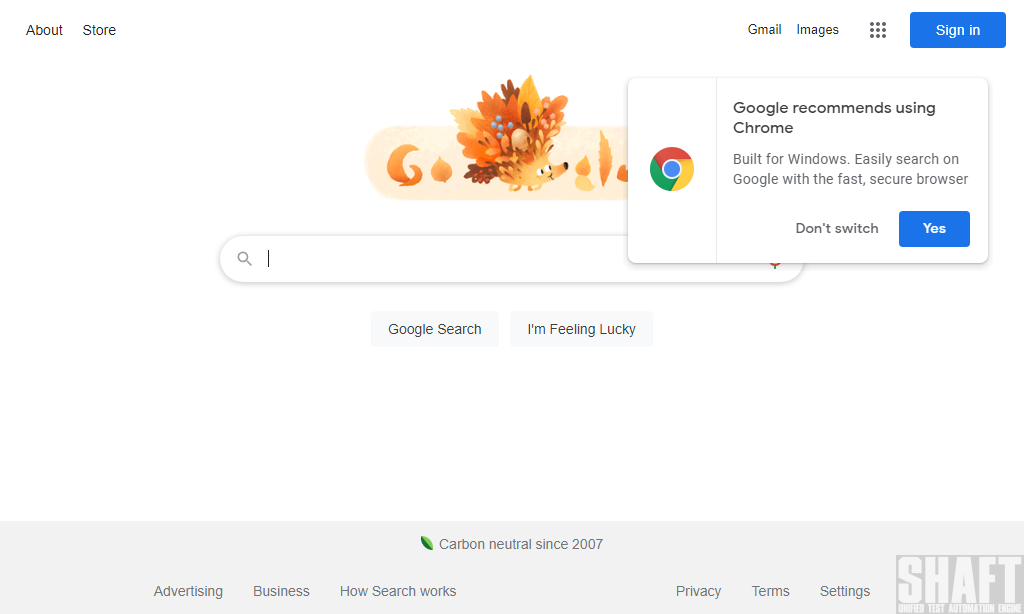 About Store Gmail Images Sign in
Google recommends using
Chrome
Built for Windows. Easily search on
Google with the fast, secure browser
Don't switch Yes
Google Search I'm Feeling Lucky
Carbon neutral since 2007
Advertising Business How Search works Privacy Terms Settings
SHAFT
UNIFIED TEST AUTOMATION ENGINE